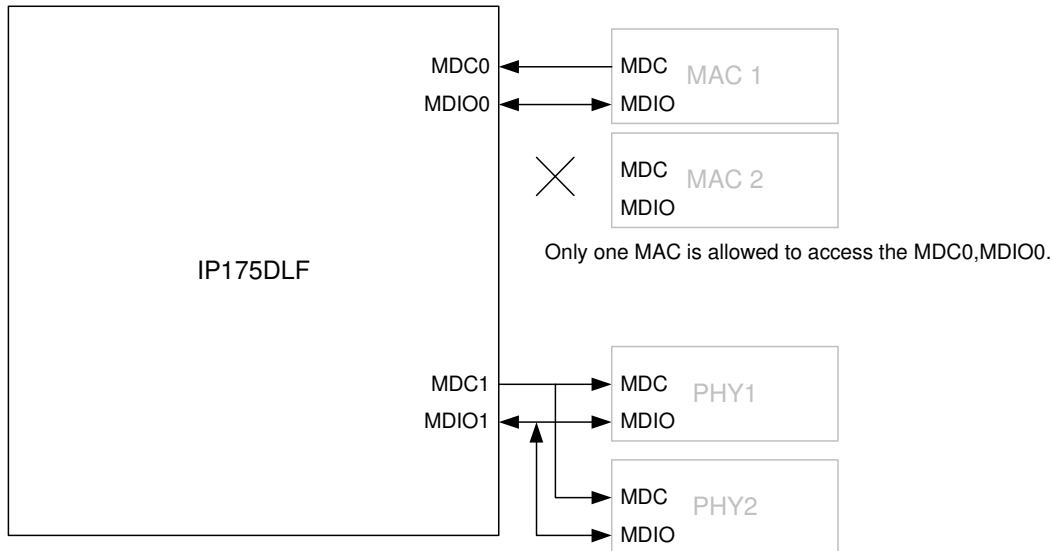 MDC0
MDIO0
MDC
MAC 1
MDIO
MDC
MAC 2
MDIO
Only one MAC is allowed to access the MDC0,MDIO0.
IP175DLF
MDC1
MDIO1
MDC
PHY1
MDIO
MDC
PHY2
MDIO